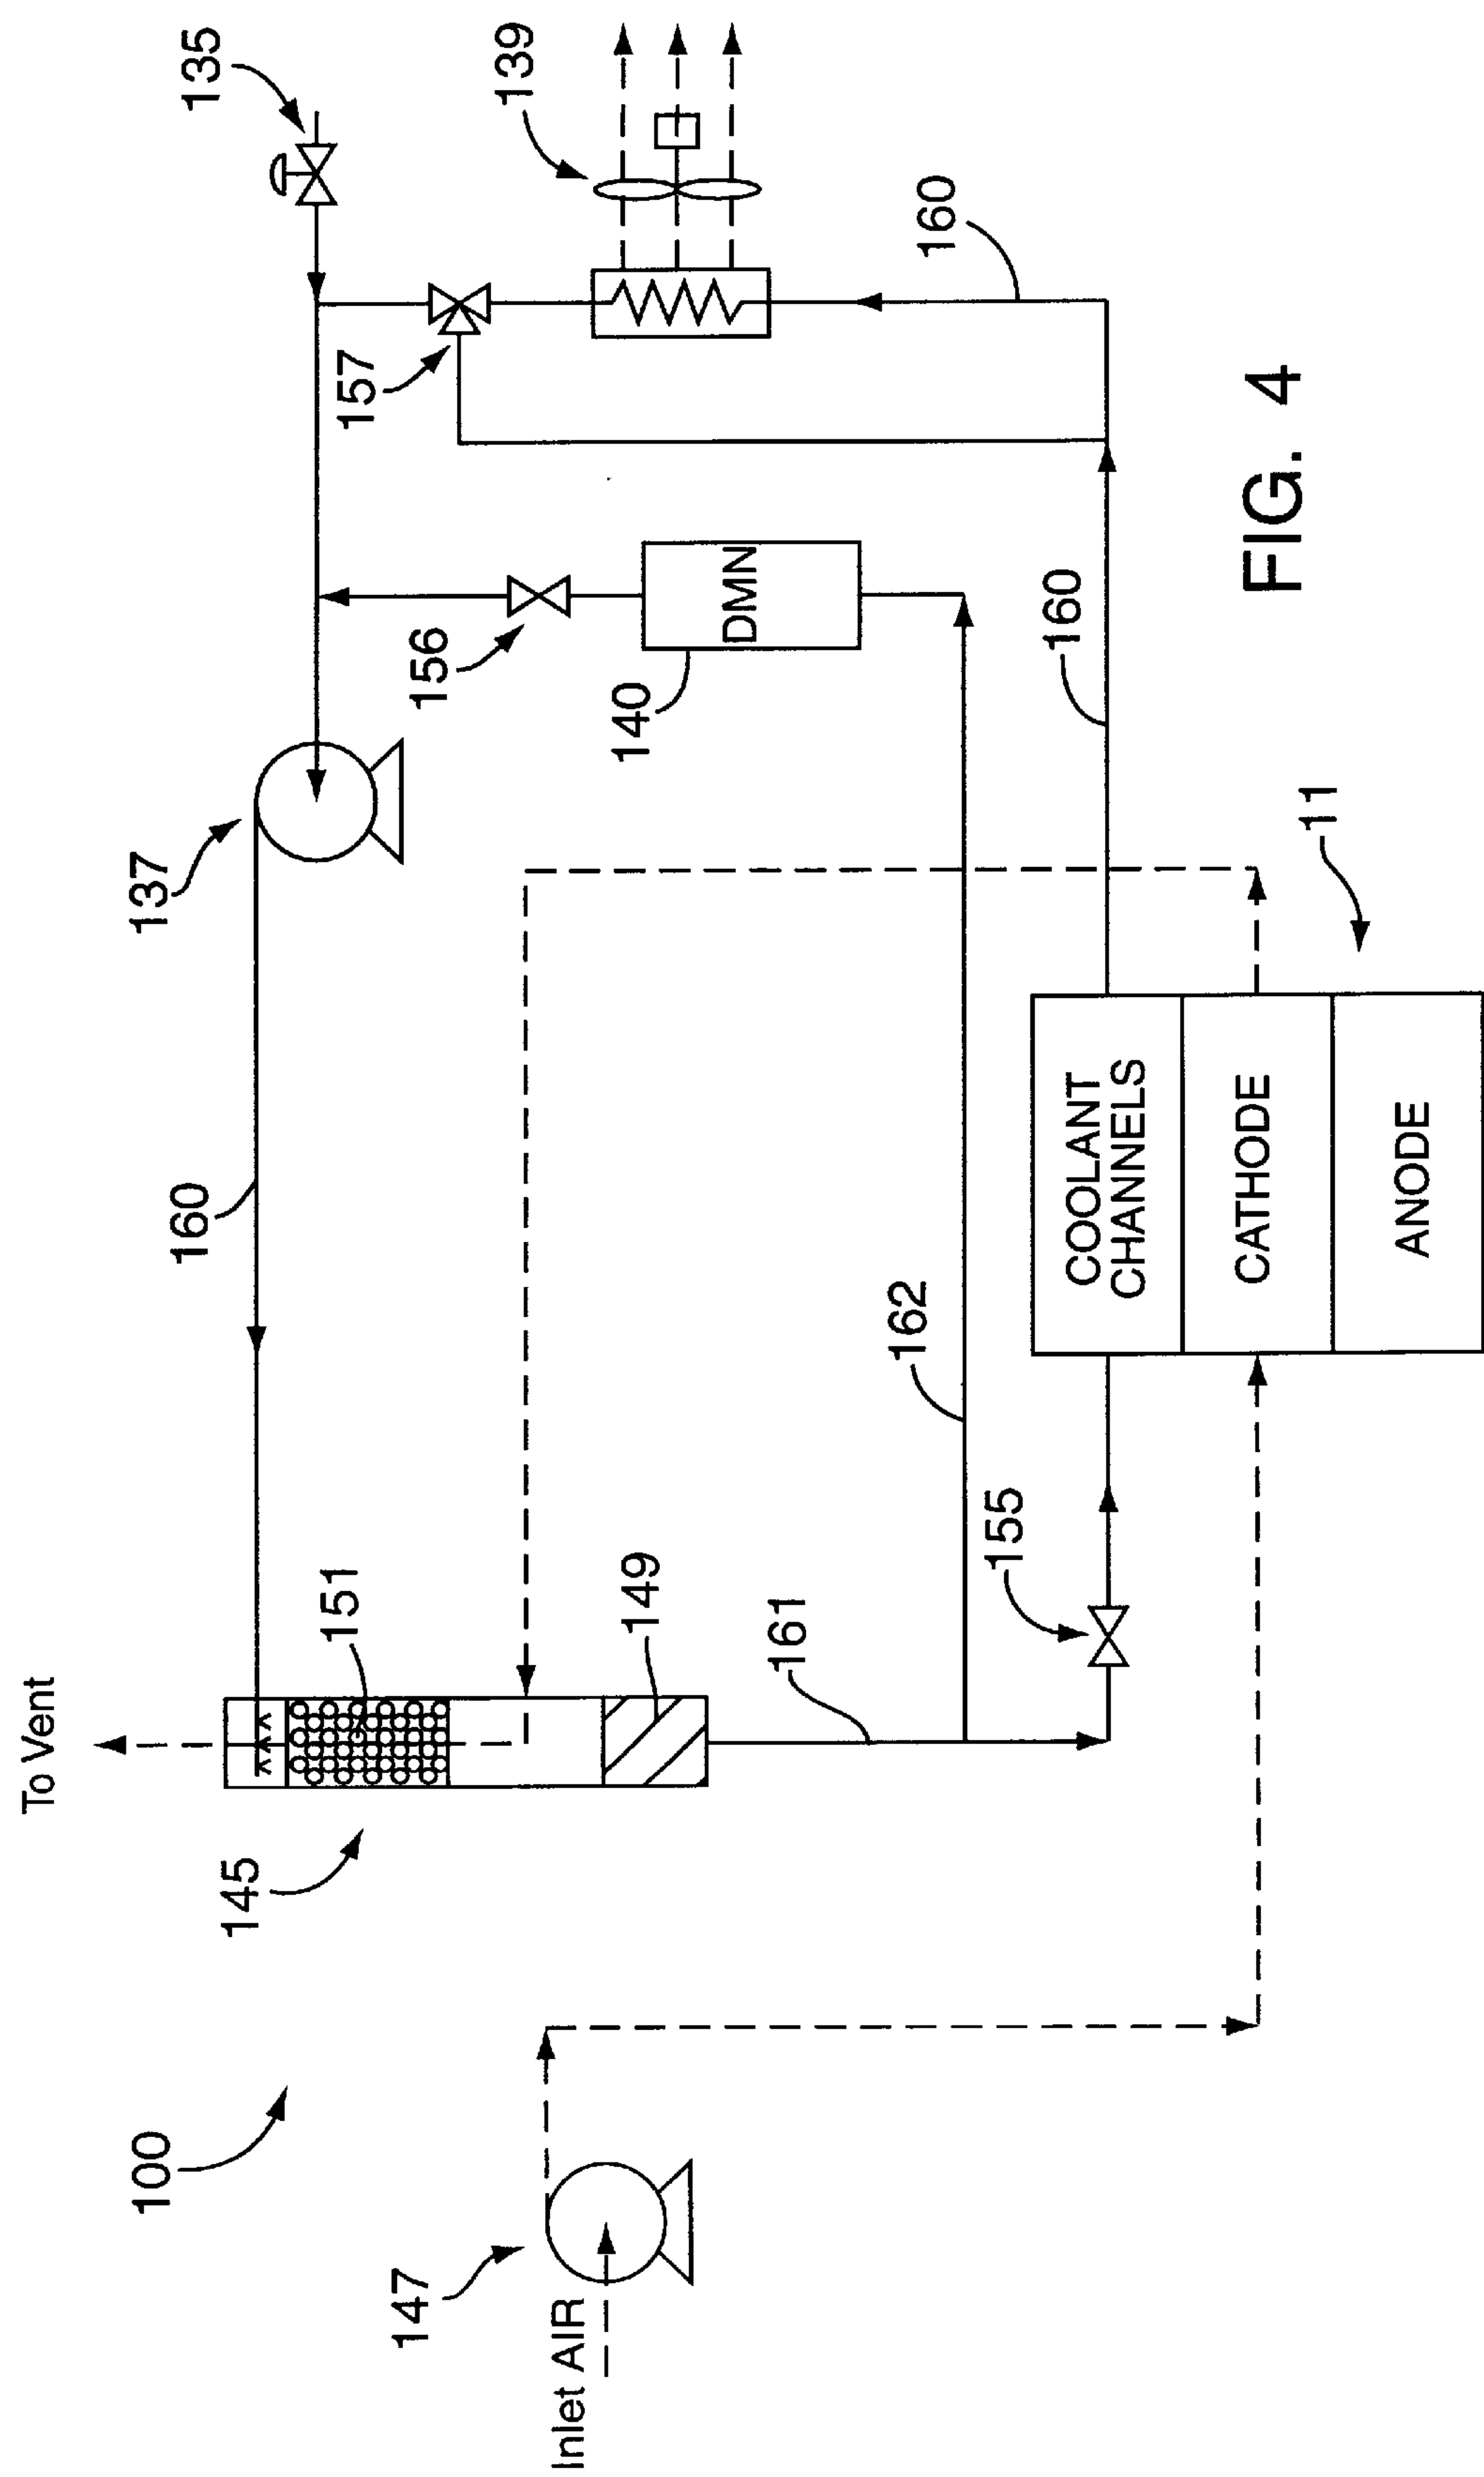 To Vent
135
139
137
160
157
145
151
156
140
DMN
160
100
149
161
162
160
147
Inlet AIR
155
COOLANT
CHANNELS
CATHODE
ANODE
11
FIG. 4